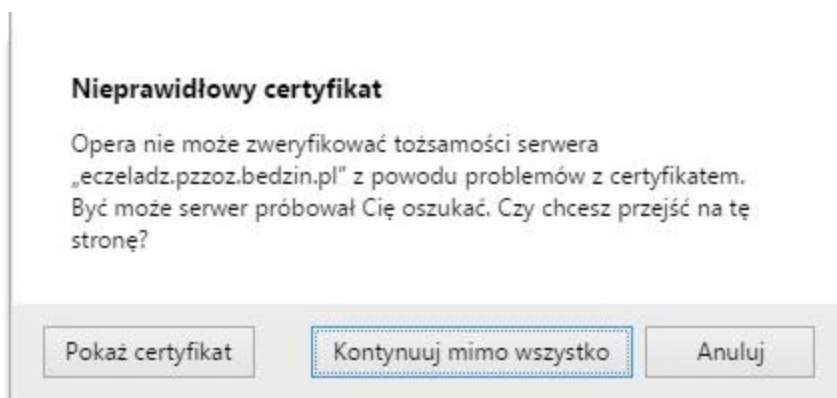 Nieprawidłowy certyfikat
Opera nie może zweryfikować tożsamości serwera
„eczeladz.pzzoz.bedzin.pl” z powodu problemów z certyfikatem.
Być może serwer próbował Cię oszukać. Czy chcesz przejść na tę
stronę?
Pokaż certyfikat Kontynuuj mimo wszystko Anuluj